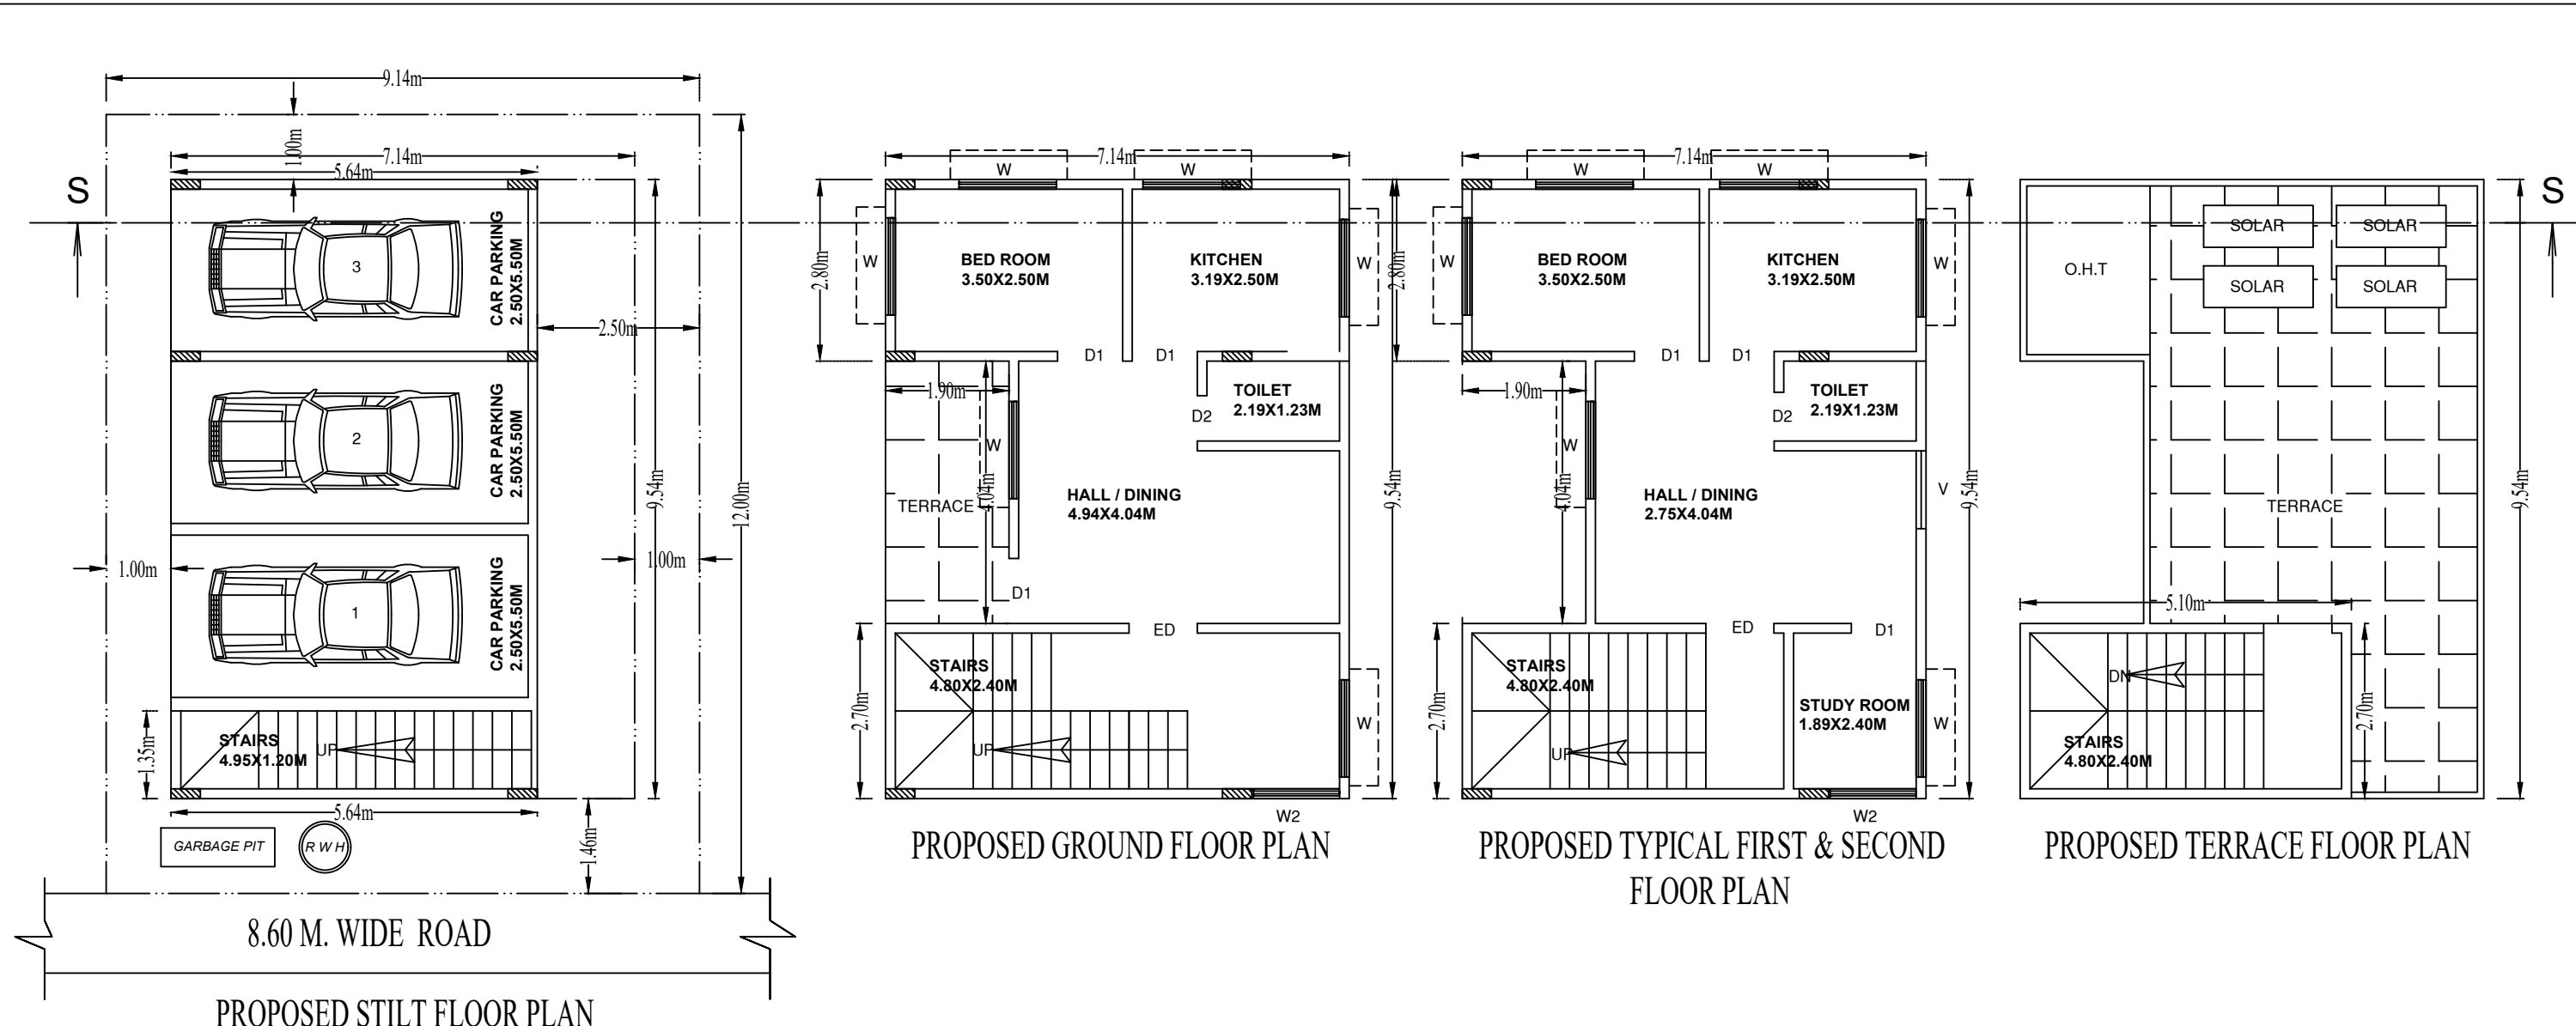 9.14m
1.00m
7.14m
5.64m
S
3
CAR PARKING
2.50X5.50M
2.50m
2
CAR PARKING
2.50X5.50M
9.54m
12.00m
1.00m
1.00m
1
CAR PARKING
2.50X5.50M
1.35m
STAIRS
4.95X1.20M
UP
5.64m
1.46m
GARBAGE PIT
R W H
8.60 M. WIDE ROAD
PROPOSED STILT FLOOR PLAN
7.14m
W
W
2.80m
W
BED ROOM
3.50X2.50M
KITCHEN
3.19X2.50M
W
D1
D1
1.90m
TOILET
2.19X1.23M
D2
W
4.04m
TERRACE
HALL / DINING
4.94X4.04M
9.54m
D1
ED
STAIRS
4.80X2.40M
2.70m
UP
W
W2
PROPOSED GROUND FLOOR PLAN
7.14m
W
W
2.80m
W
BED ROOM
3.50X2.50M
KITCHEN
3.19X2.50M
W
D1
D1
1.90m
TOILET
2.19X1.23M
D2
W
4.04m
HALL / DINING
2.75X4.04M
V
9.54m
ED
D1
STAIRS
4.80X2.40M
2.70m
UP
STUDY ROOM
1.89X2.40M
W
W2
PROPOSED TYPICAL FIRST & SECOND
FLOOR PLAN
S
SOLAR
SOLAR
O.H.T
SOLAR
SOLAR
TERRACE
9.54m
5.10m
DN
2.70m
STAIRS
4.80X2.40M
PROPOSED TERRACE FLOOR PLAN